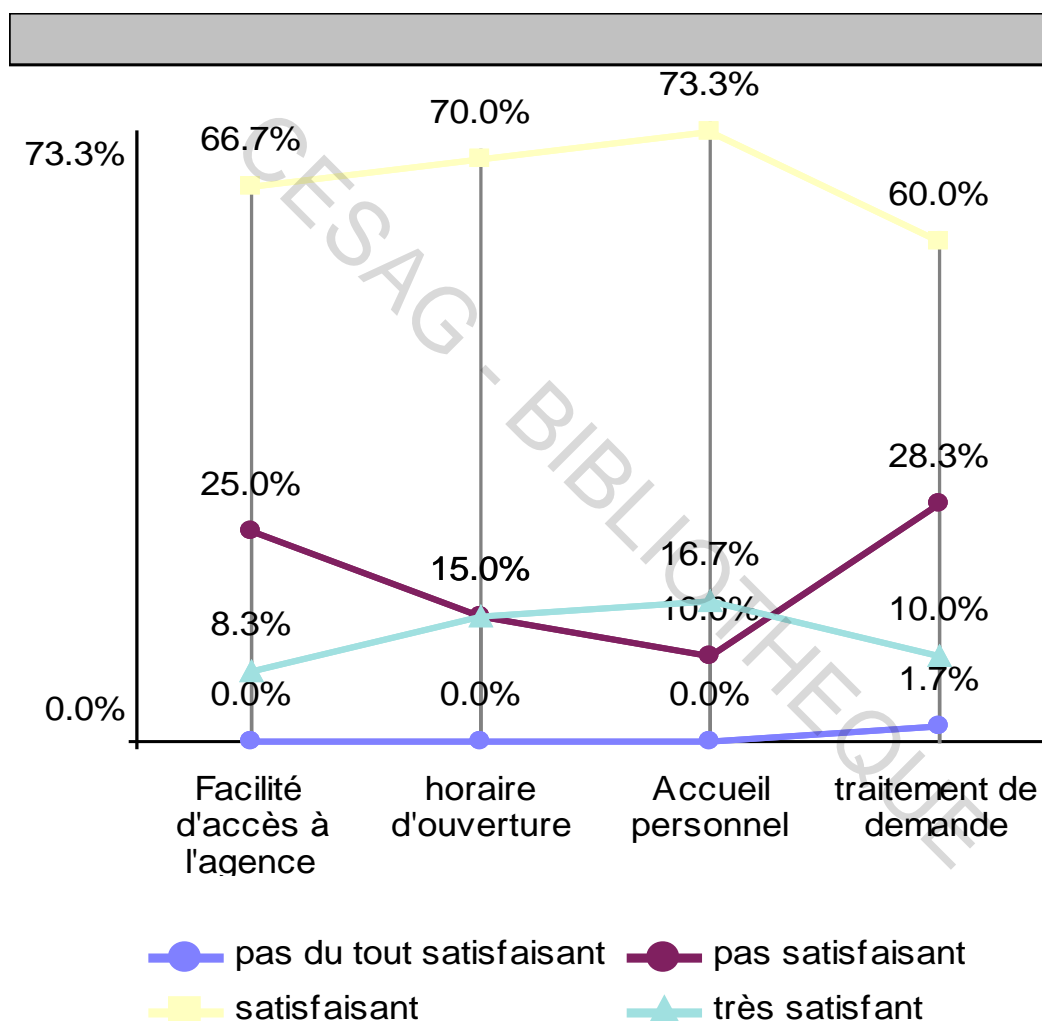 73.3%
70.0%
66.7%
73.3%
60.0%
28.3%
25.0%
16.7%
15.0%
10.0%
10.0%
8.3%
1.7%
0.0%
0.0%
0.0%
0.0%
Facilité
d'accès à
l'agence
horaire
d'ouverture
Accueil
personnel
traitement de
demande
pas du tout satisfaisant
pas satisfaisant
satisfaisant
très satisfant
CESAG - BIBLIOTHEQUE